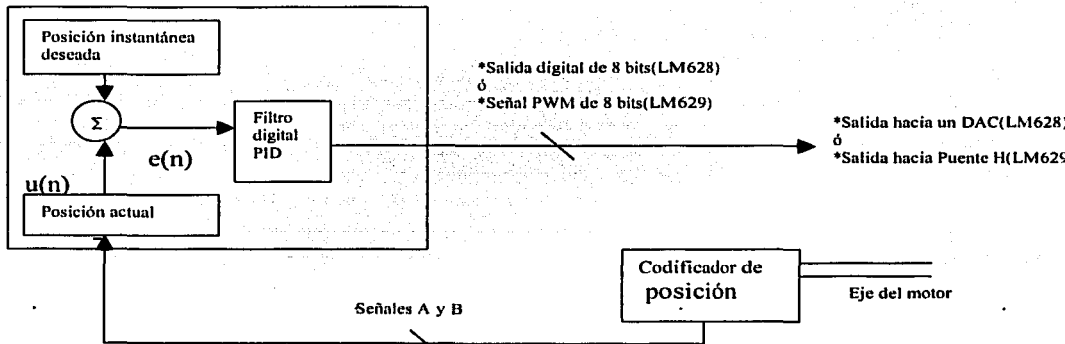 Posición instantánea
deseada
*Salida digital de 8 bits(LM628)
ó
*Señal PWM de 8 bits(LM629)
Σ
Filtro
digital
PID
*Salida hacia un DAC(LM628)
ó
*Salida hacia Puente H(LM629
e(n)
u(n)
Posición actual
Codificador de
posición
Eje del motor
Señales A y B